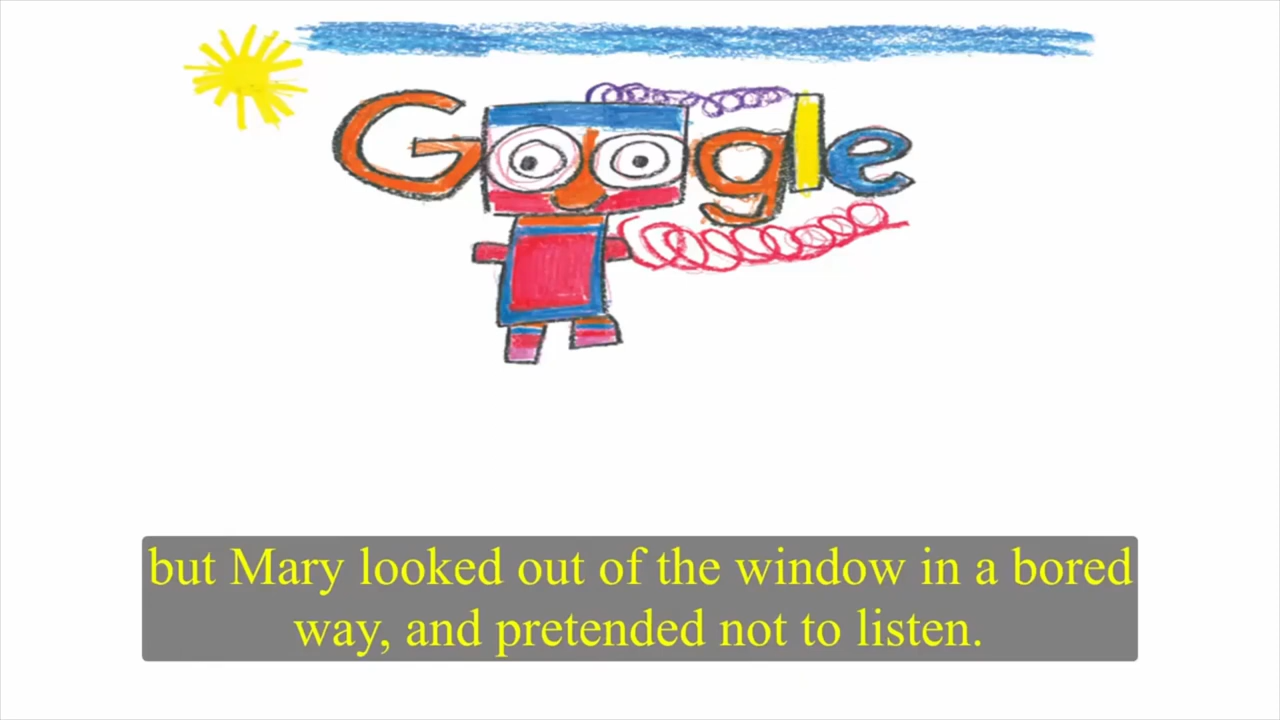 Google
but Mary looked out of the window in a bored
way, and pretended not to listen.